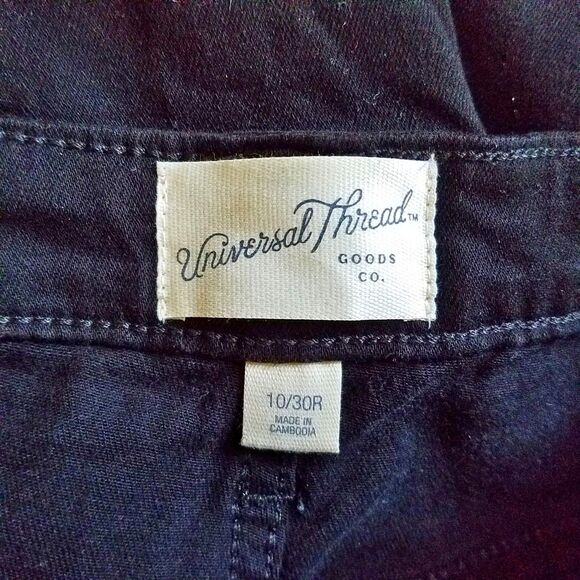 Universal Thread™
GOODS
CO.
10/30R
MADE IN
CAMBODIA